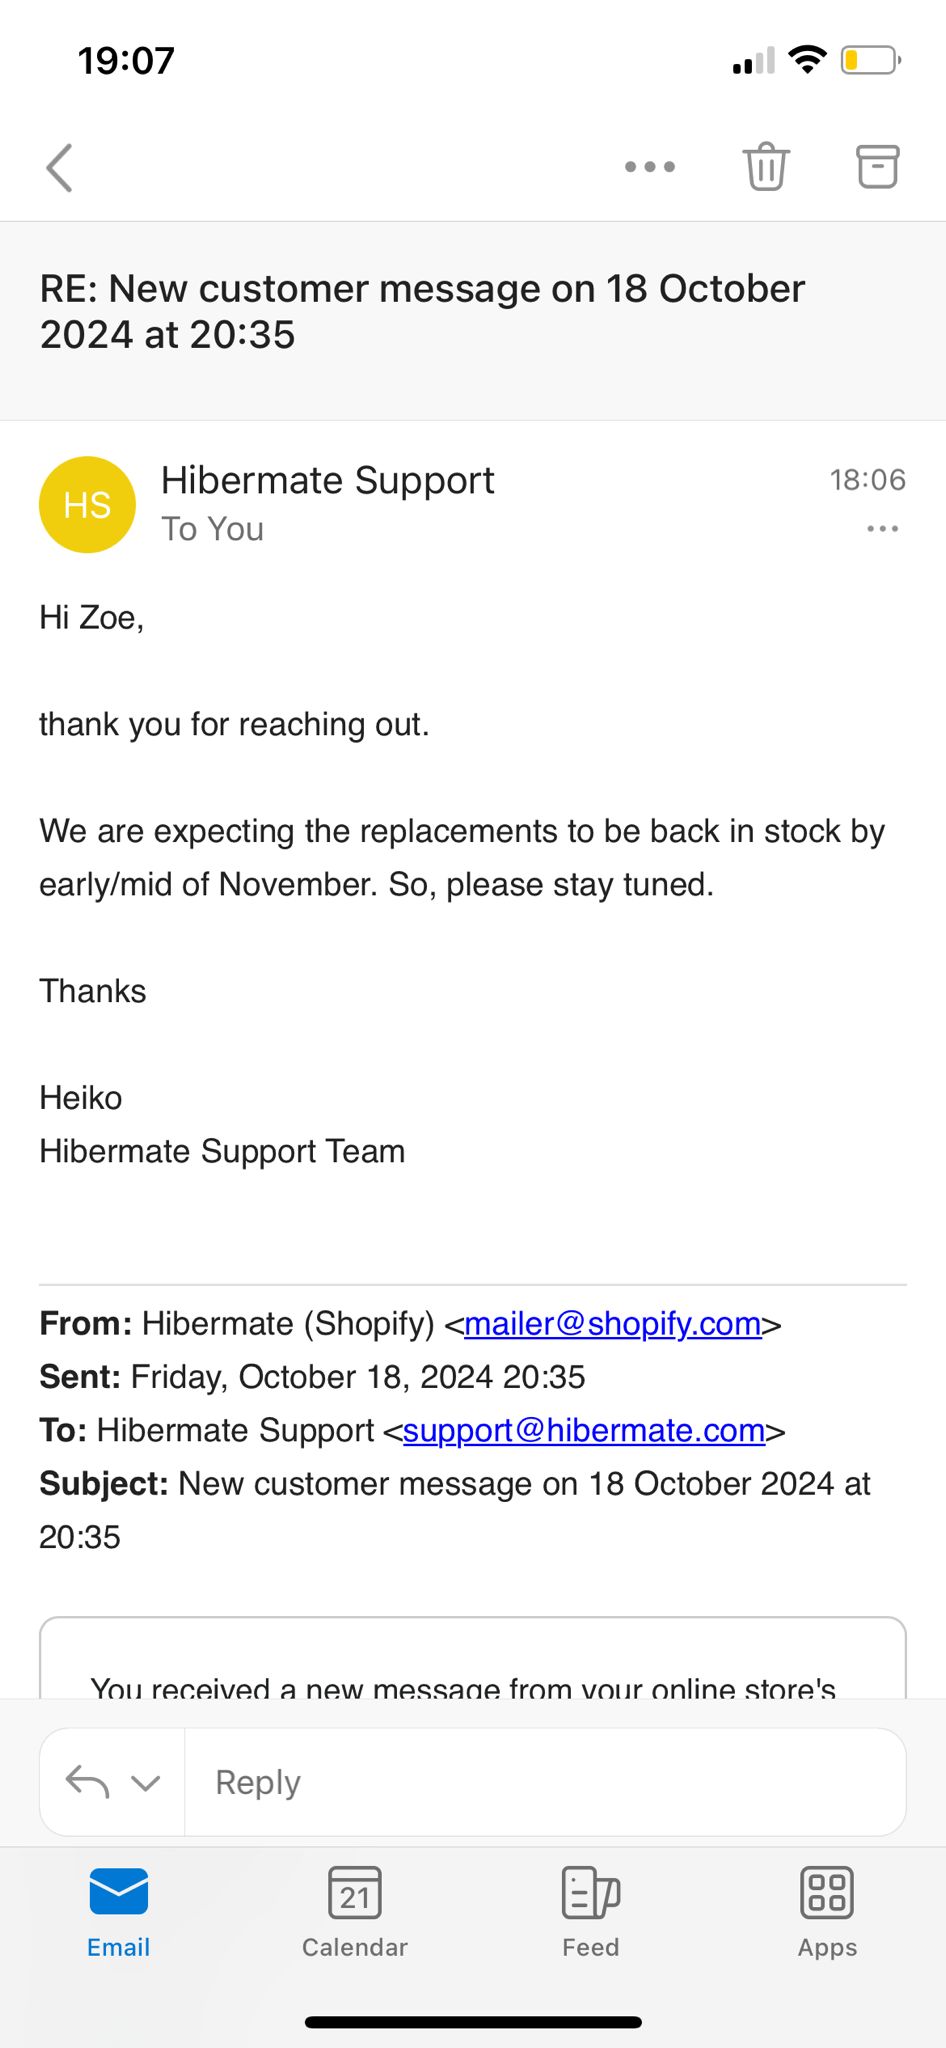 19:07
RE: New customer message on 18 October
2024 at 20:35
HS
Hibermate Support
18:06
To You
Hi Zoe,
thank you for reaching out.
We are expecting the replacements to be back in stock by
early/mid of November. So, please stay tuned.
Thanks
Heiko
Hibermate Support Team
From: Hibermate (Shopify) <mailer@shopify.com>
Sent: Friday, October 18, 2024 20:35
To: Hibermate Support <support@hibermate.com>
Subject: New customer message on 18 October 2024 at
20:35
You received a new message from your online store's
Reply
21
Email
Calendar
Feed
Apps